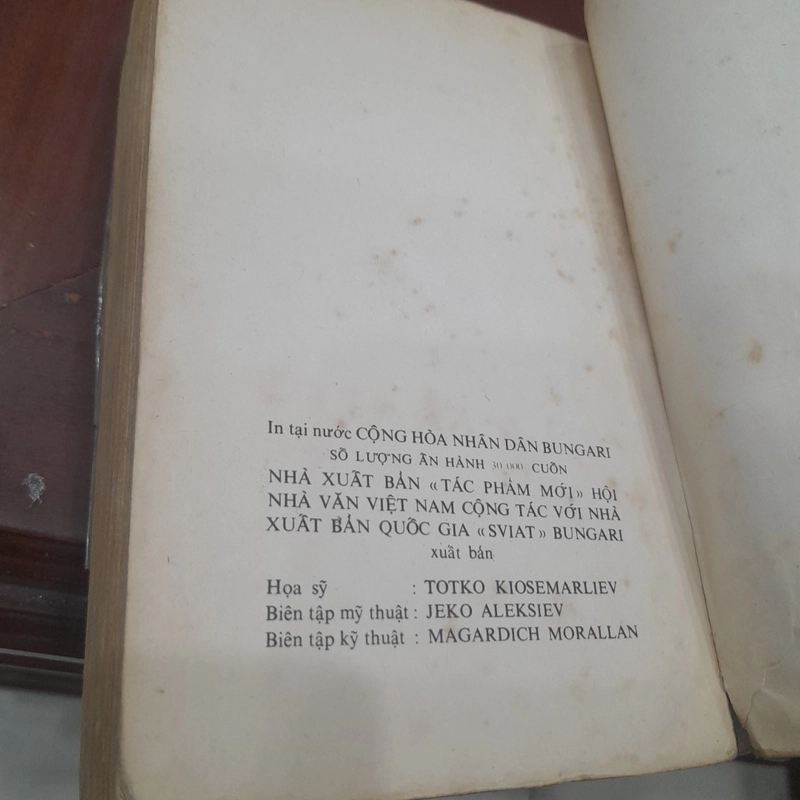 In tại nước CỘNG HÒA NHÂN DÂN BUNGARI
SỐ LƯỢNG ẤN HÀNH 30 000 CUỐN
NHÀ XUẤT BẢN «TÁC PHẨM MỚI» HỘI
NHÀ VĂN VIỆT NAM CỘNG TÁC VỚI NHÀ
XUẤT BẢN QUỐC GIA «SVIAT» BUNGARI
xuất bản
Họa sỹ : TOTKO KIOSEMARLIEV
Biên tập mỹ thuật : JEKO ALEKSIEV
Biên tập kỹ thuật : MAGARDICH MORALLAN